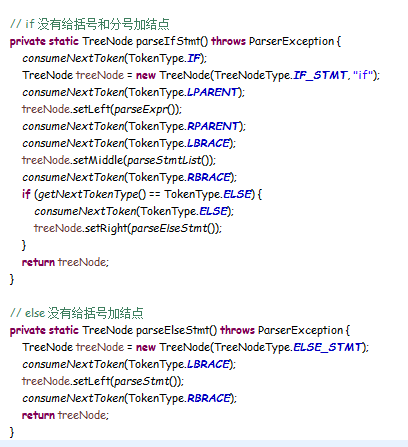 // if 没有给括号和分号加结点
private static TreeNode parseIfStmt() throws ParserException {
consumeNextToken(TokenType.IF);
TreeNode treeNode = new TreeNode(TreeNodeType.IF_STMT, "if");
consumeNextToken(TokenType.LPARENT);
treeNode.setLeft(parseExpr());
consumeNextToken(TokenType.RPARENT);
consumeNextToken(TokenType.LBRACE);
treeNode.setMiddle(parseStmtList());
consumeNextToken(TokenType.RBRACE);
if (getNextTokenType() == TokenType.ELSE) {
consumeNextToken(TokenType.ELSE);
treeNode.setRight(parseElseStmt());
}
return treeNode;
}
// else 没有给括号加结点
private static TreeNode parseElseStmt() throws ParserException {
TreeNode treeNode = new TreeNode(TreeNodeType.ELSE_STMT);
consumeNextToken(TokenType.LBRACE);
treeNode.setLeft(parseStmt());
consumeNextToken(TokenType.RBRACE);
return treeNode;
}